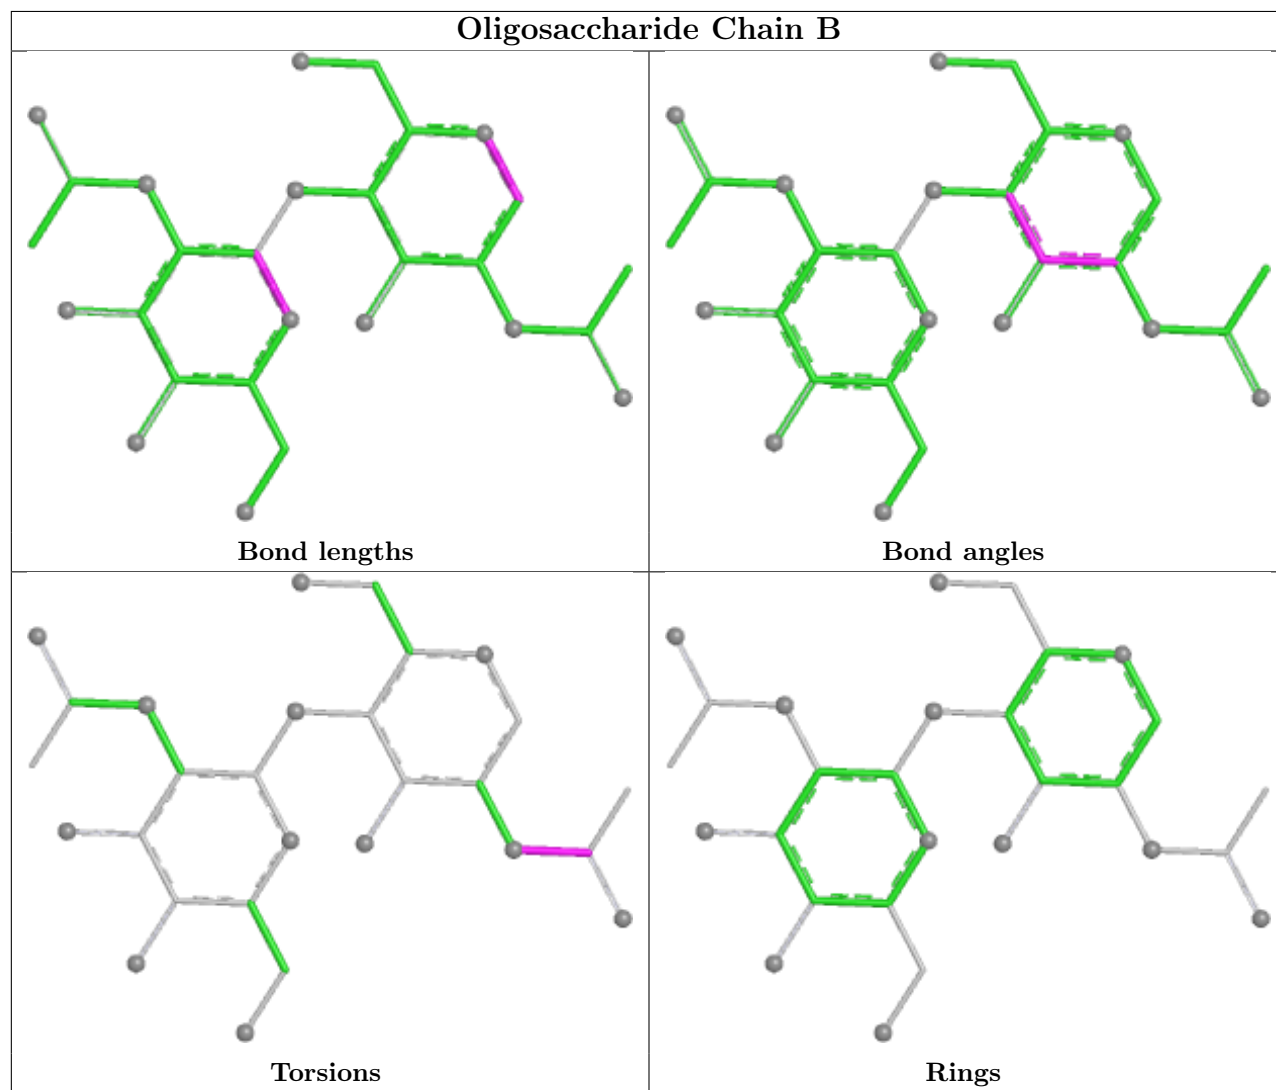 Oligosaccharide Chain B
Bond lengths
Bond angles
Torsions
Rings